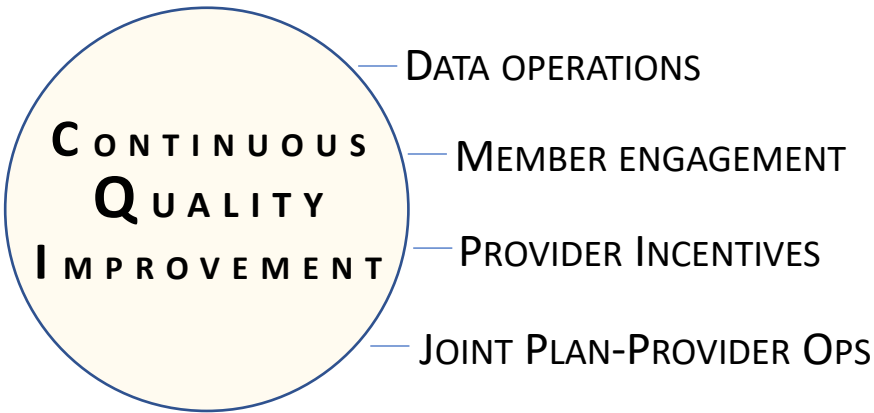 CONTINUOUS
QUALITY
IMPROVEMENT
DATA OPERATIONS
MEMBER ENGAGEMENT
PROVIDER INCENTIVES
JOINT PLAN-PROVIDER OPS